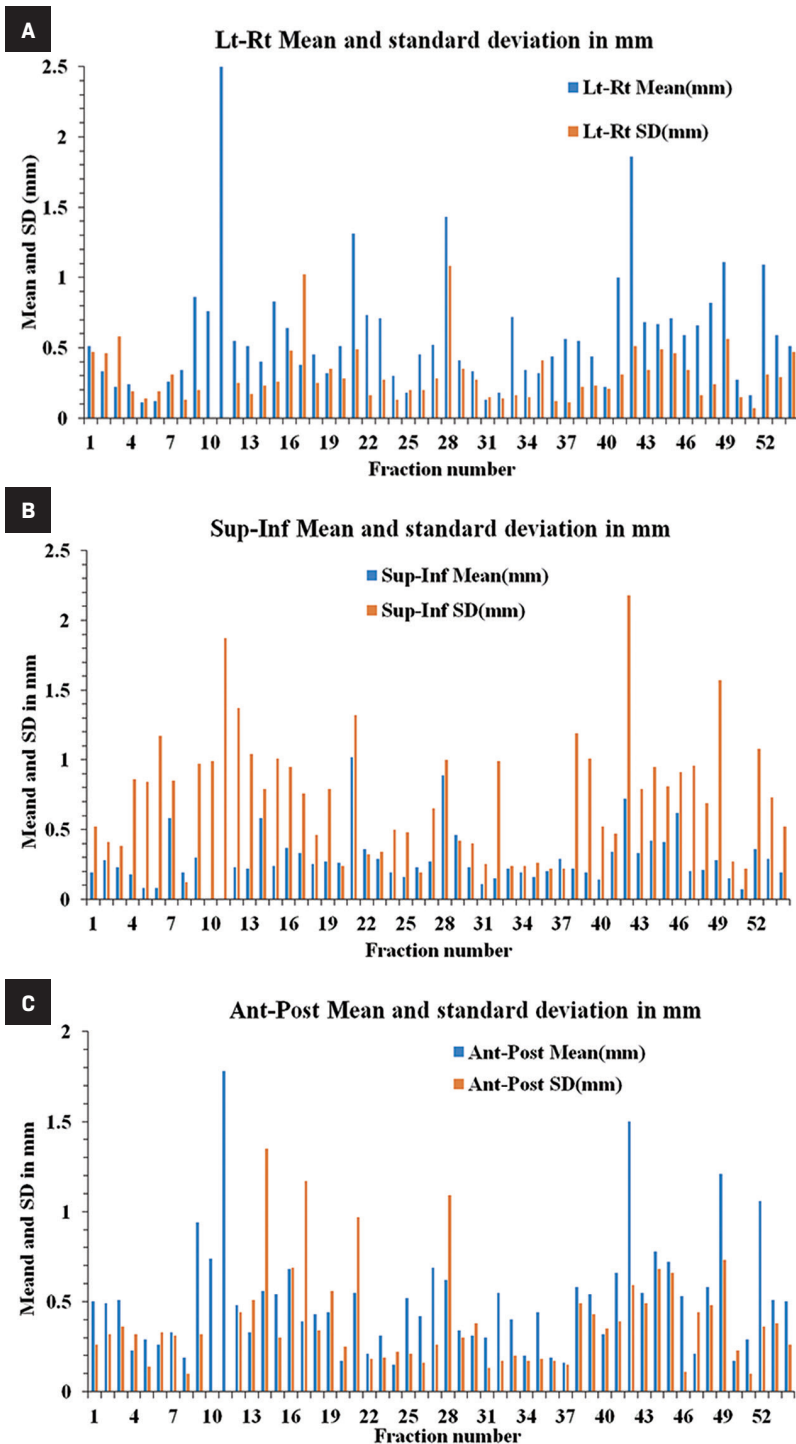 A
Lt-Rt Mean and standard deviation in mm
2.5
Lt-Rt Mean(mm)
2
Lt-Rt SD(mm)
1.5
1
0.5
0
Mean and SD (mm)
1 4 7 10 13 16 19 22 25 28 31 34 37 40 43 46 49 52
Fraction number
B
Sup-Inf Mean and standard deviation in mm
2.5
Sup-Inf Mean(mm)
Sup-Inf SD(mm)
2
1.5
1
0.5
0
Meand and SD in mm
1 4 7 10 13 16 19 22 25 28 31 34 37 40 43 46 49 52
Fraction number
C
Ant-Post Mean and standard deviation in mm
2
Ant-Post Mean(mm)
Ant-Post SD(mm)
1.5
1
0.5
0
Meand and SD in mm
1 4 7 10 13 16 19 22 25 28 31 34 37 40 43 46 49 52
Fraction number